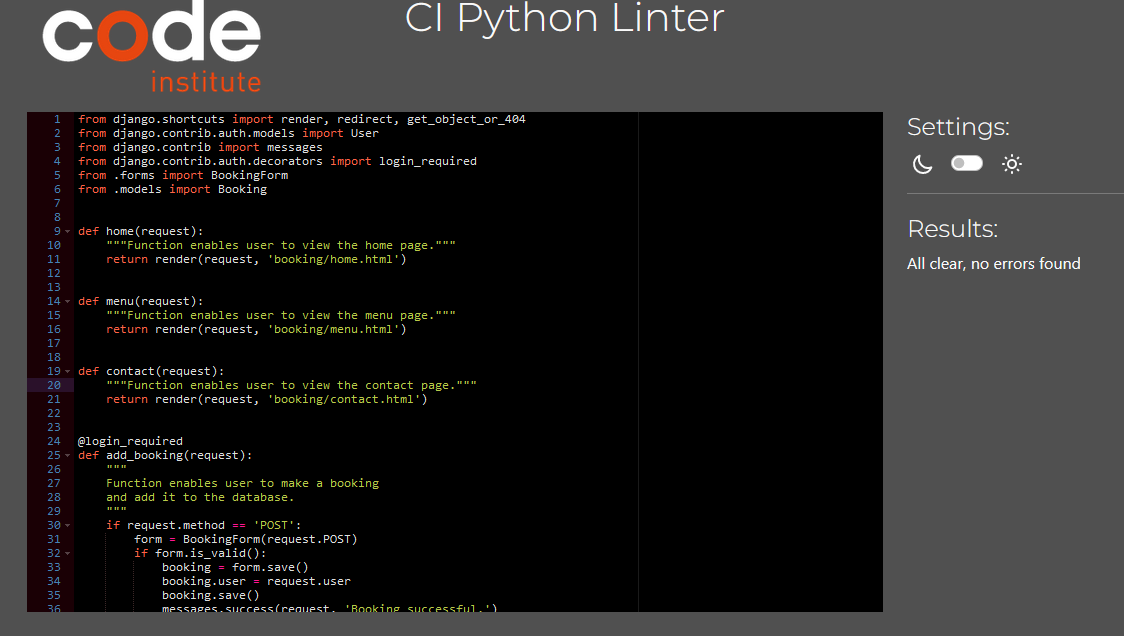 code
institute
CI Python Linter
1 from django.shortcuts import render, redirect, get_object_or_404
2 from django.contrib.auth.models import User
3 from django.contrib import messages
4 from django.contrib.auth.decorators import login_required
5 from .forms import BookingForm
6 from .models import Booking
7
8
9 def home(request):
10     """Function enables user to view the home page."""
11     return render(request, 'booking/home.html')
12
13
14 def menu(request):
15     """Function enables user to view the menu page."""
16     return render(request, 'booking/menu.html')
17
18
19 def contact(request):
20     """Function enables user to view the contact page."""
21     return render(request, 'booking/contact.html')
22
23
24 @login_required
25 def add_booking(request):
26     """
27     Function enables user to make a booking
28     and add it to the database.
29     """
30     if request.method == 'POST':
31         form = BookingForm(request.POST)
32         if form.is_valid():
33             booking = form.save()
34             booking.user = request.user
35             booking.save()
36             messages.success(request, 'Booking successful.')
Settings:
Results:
All clear, no errors found